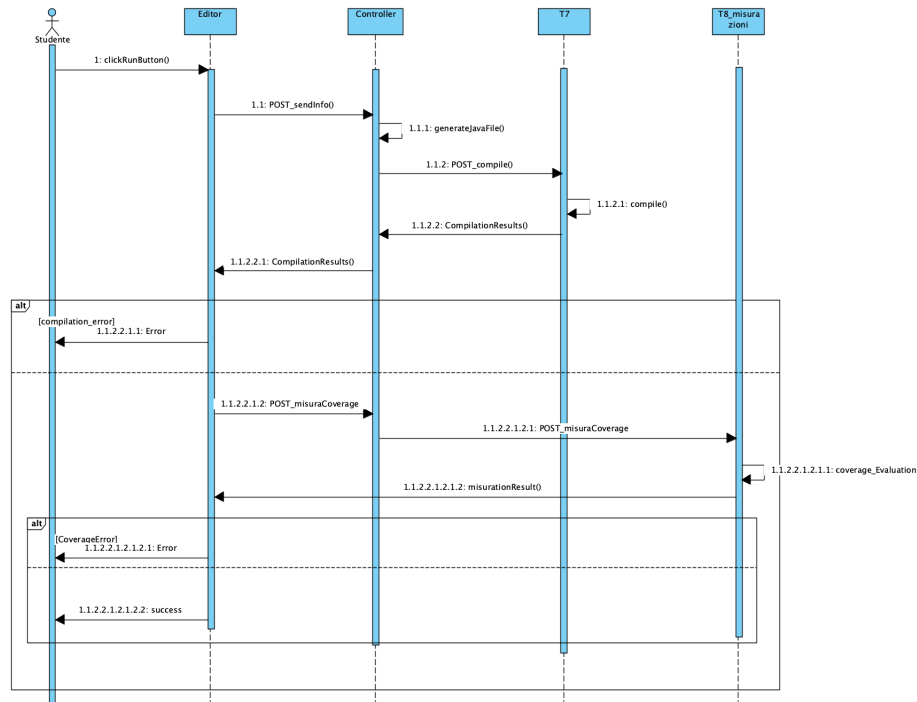 Studente
Editor
Controller
T7
T8_misura
zioni
1: clickRunButton()
1.1: POST_sendInfo()
1.1.1: generateJavaFile()
1.1.2: POST_compile()
1.1.2.1: compile()
1.1.2.2: CompilationResults()
1.1.2.2.1: CompilationResults()
alt
[compilation_error]
1.1.2.2.1.1: Error
1.1.2.2.1.2: POST_misuraCoverage
1.1.2.2.1.2.1: POST_misuraCoverage
1.1.2.2.1.2.1.1: coverage_Evaluation
1.1.2.2.1.2.1.2: misurationResult()
alt
[CoverageError]
1.1.2.2.1.2.1.2.1: Error
1.1.2.2.1.2.1.2.2: success